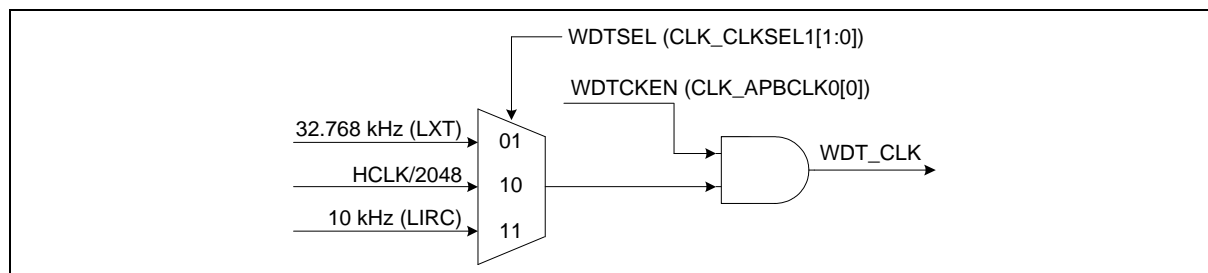 WDTSEL (CLK_CLKSEL1[1:0])
WDTCKEN (CLK_APBCLK0[0])
32.768 kHz (LXT)
01
WDT_CLK
HCLK/2048
10
10 kHz (LIRC)
11